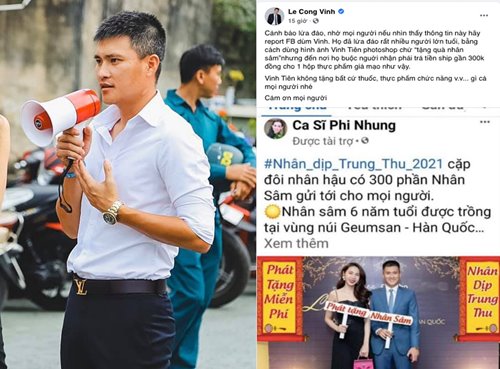 Le Cong Vinh
15 giờ
Cảnh báo lừa đảo, nhờ mọi người nếu nhìn thấy thông tin này hãy
report FB dùm Vinh. Họ đã lừa đảo rất nhiều người lớn tuổi, bằng
cách dùng hình anh Vinh Tiên photoshop chữ "tặng quà nhân
sâm"nhưng đến nơi họ buộc người nhận phải trả tiền ship gần 300k
đồng cho 1 hộp thực phẩm giả mạo như vậy.
Vinh Tiên không tặng bất cứ thuốc, thực phẩm chức năng v.v... gì cả
mọi người nhé
Cám ơn mọi người
Ca Sĩ Phi Nhung
Được tài trợ
#Nhân_dịp_Trung_Thu_2021 cặp
đôi nhân hậu có 300 phần Nhân
Sâm gửi tới cho mọi người.
Nhân sâm 6 năm tuổi được trồng
tại vùng núi Geumsan - Hàn Quốc...
Xem thêm
Phát
Tặng
Miễn
Phí
Phát tặng
Nhân Sâm
Nhân
Dịp
Trung
Thu
LV